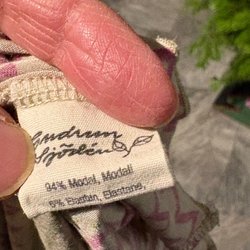 Gudrun
Sjödén
94% Modal, Modal!
6% Elastan, Elastane,